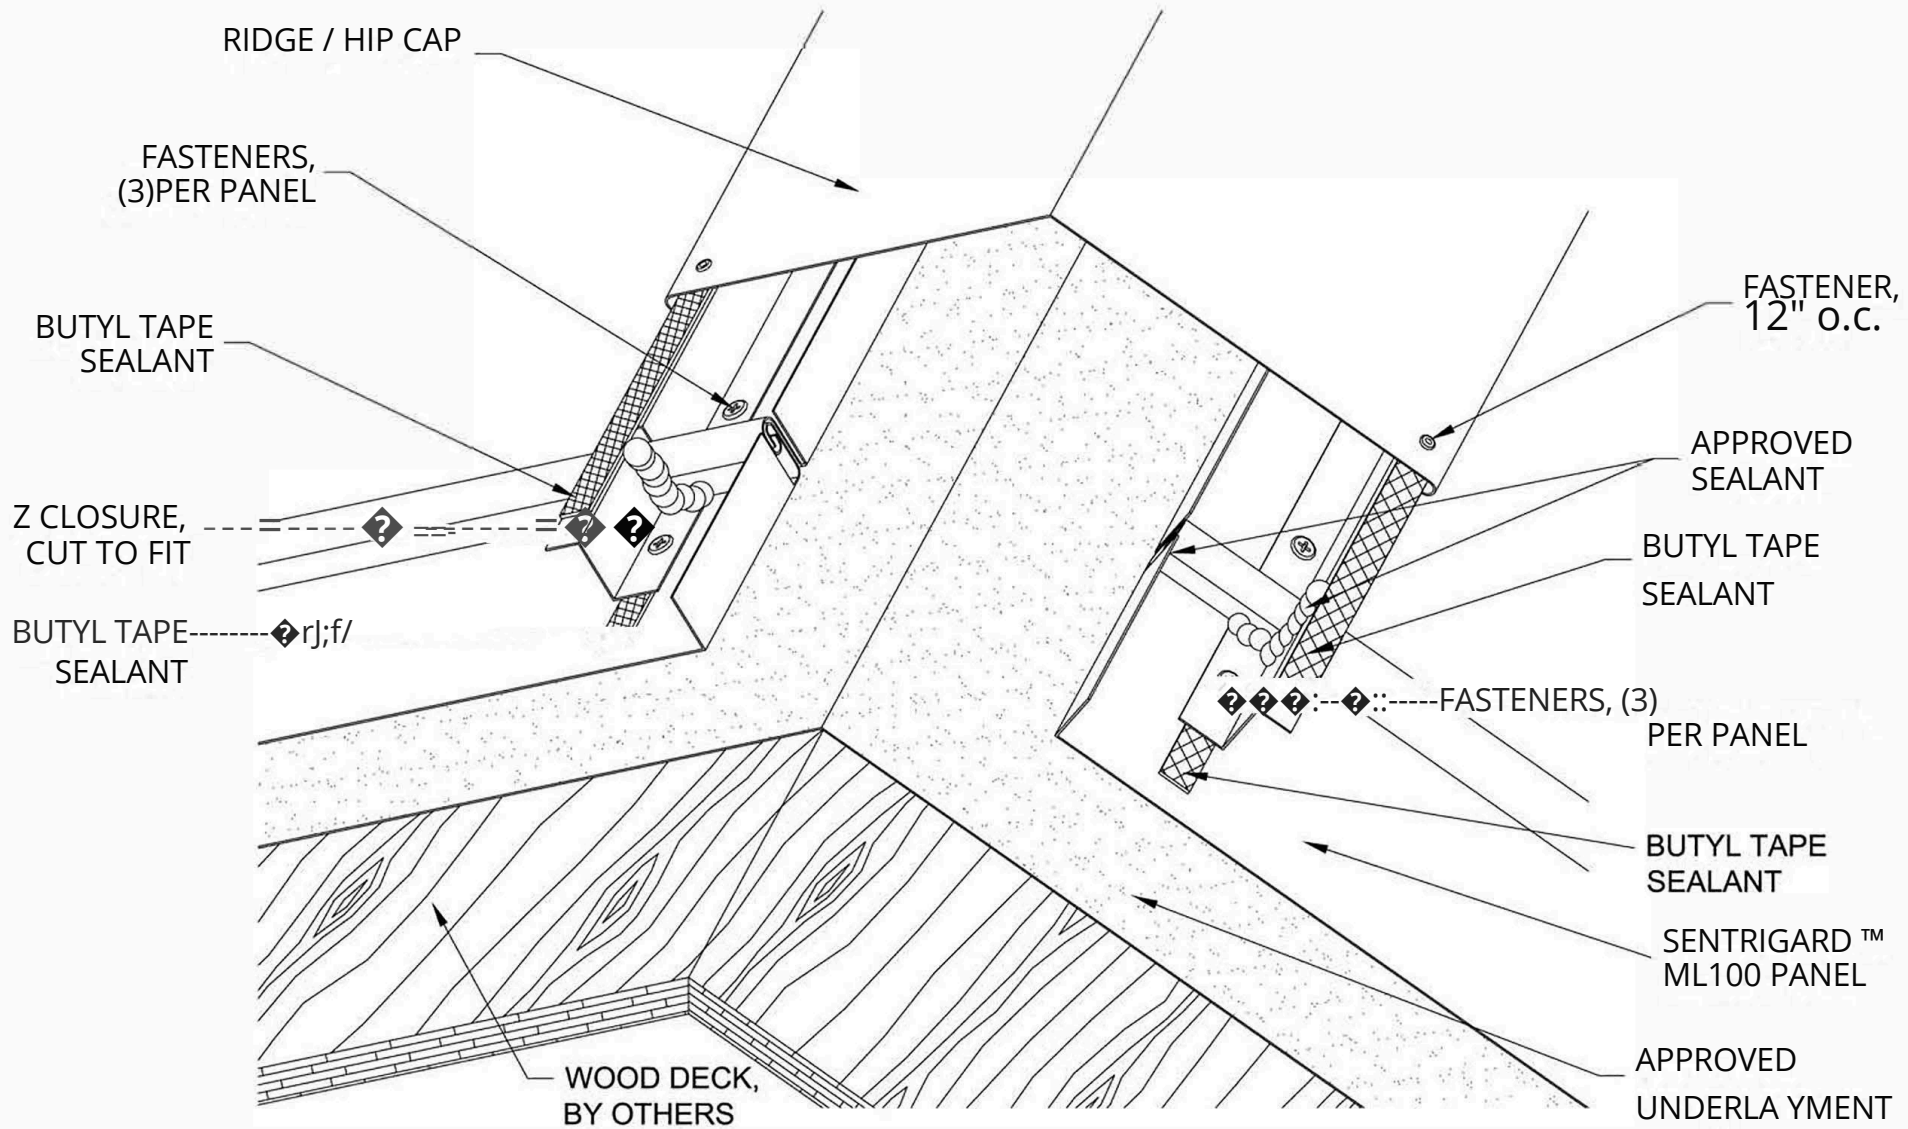 RIDGE / HIP CAP
FASTENERS,
(3)PER PANEL
BUTYL TAPE
SEALANT
Z CLOSURE,
CUT TO FIT
BUTYL TAPE--------�rJ;f/
SEALANT
WOOD DECK,
BY OTHERS
FASTENER,
12" o.c.
APPROVED
SEALANT
BUTYL TAPE
SEALANT
���:--�::-----FASTENERS, (3)
PER PANEL
BUTYL TAPE
SEALANT
SENTRIGARD ™
ML100 PANEL
APPROVED
UNDERLA YMENT